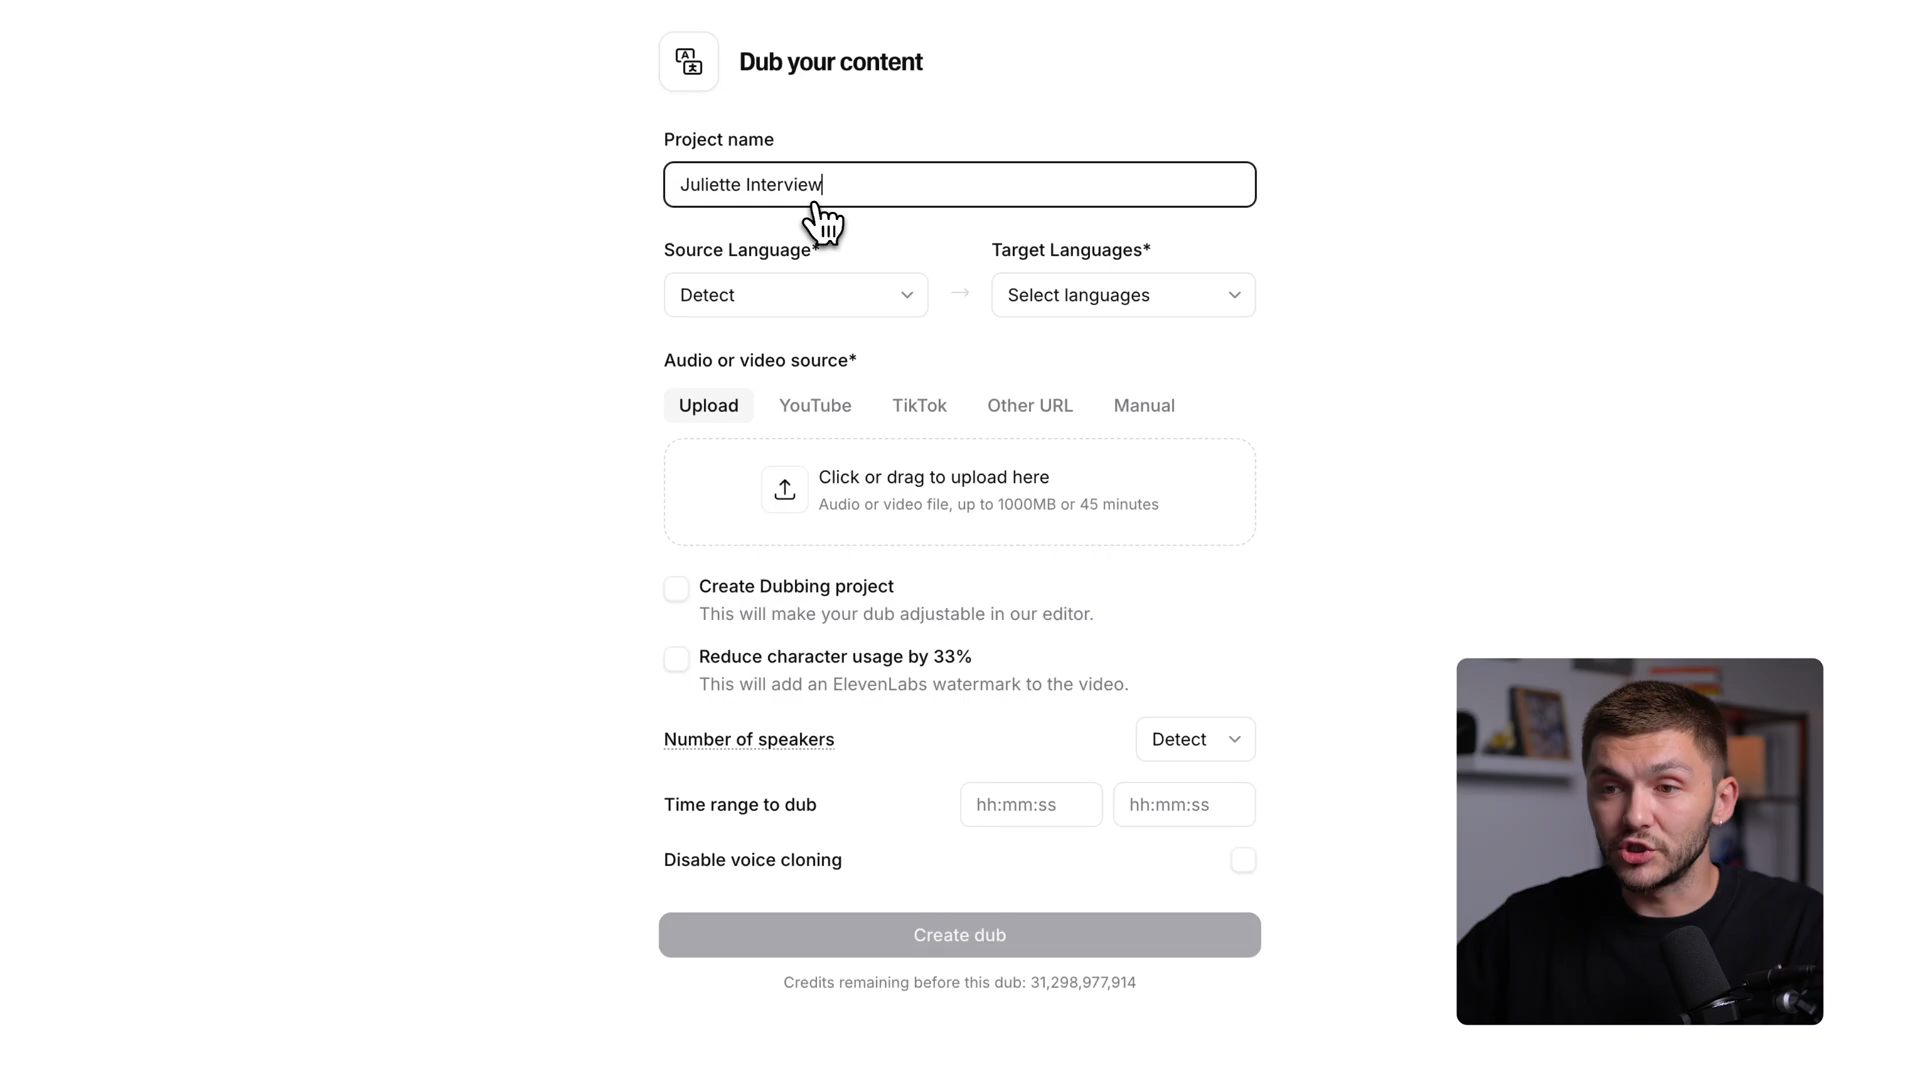 Dub your content
Project name
Juliette Interview
Source Language*
Target Languages*
Detect
Select languages
Audio or video source*
Upload YouTube TikTok Other URL Manual
Click or drag to upload here
Audio or video file, up to 1000MB or 45 minutes
Create Dubbing project
This will make your dub adjustable in our editor.
Reduce character usage by 33%
This will add an ElevenLabs watermark to the video.
Number of speakers
Detect
Time range to dub
hh:mm:ss
hh:mm:ss
Disable voice cloning
Create dub
Credits remaining before this dub: 31,298,977,914